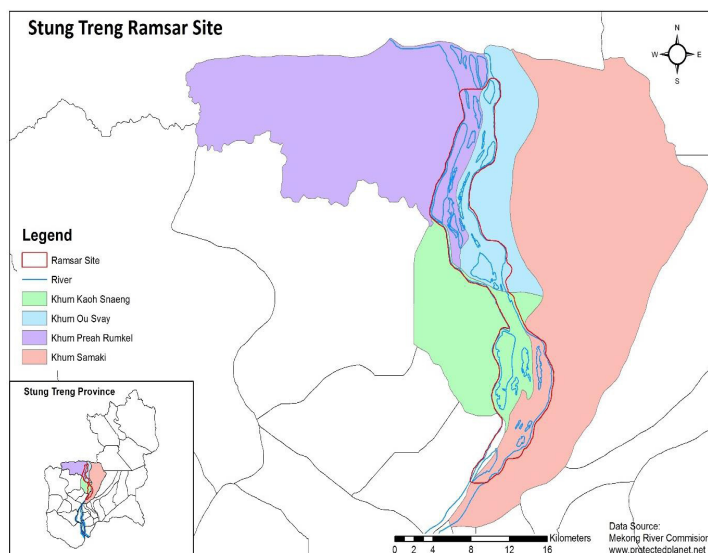 Stung Treng Ramsar Site
N
W E
S
Legend
Ramsar Site
River
Khum Kaoh Snaeng
Khum Ou Svay
Khum Preah Rumkel
Khum Samaki
Stung Treng Province
Kilometers
0 2 4 8 12 16
Data Source:
Mekong River Commision
www.protectedplanet.net